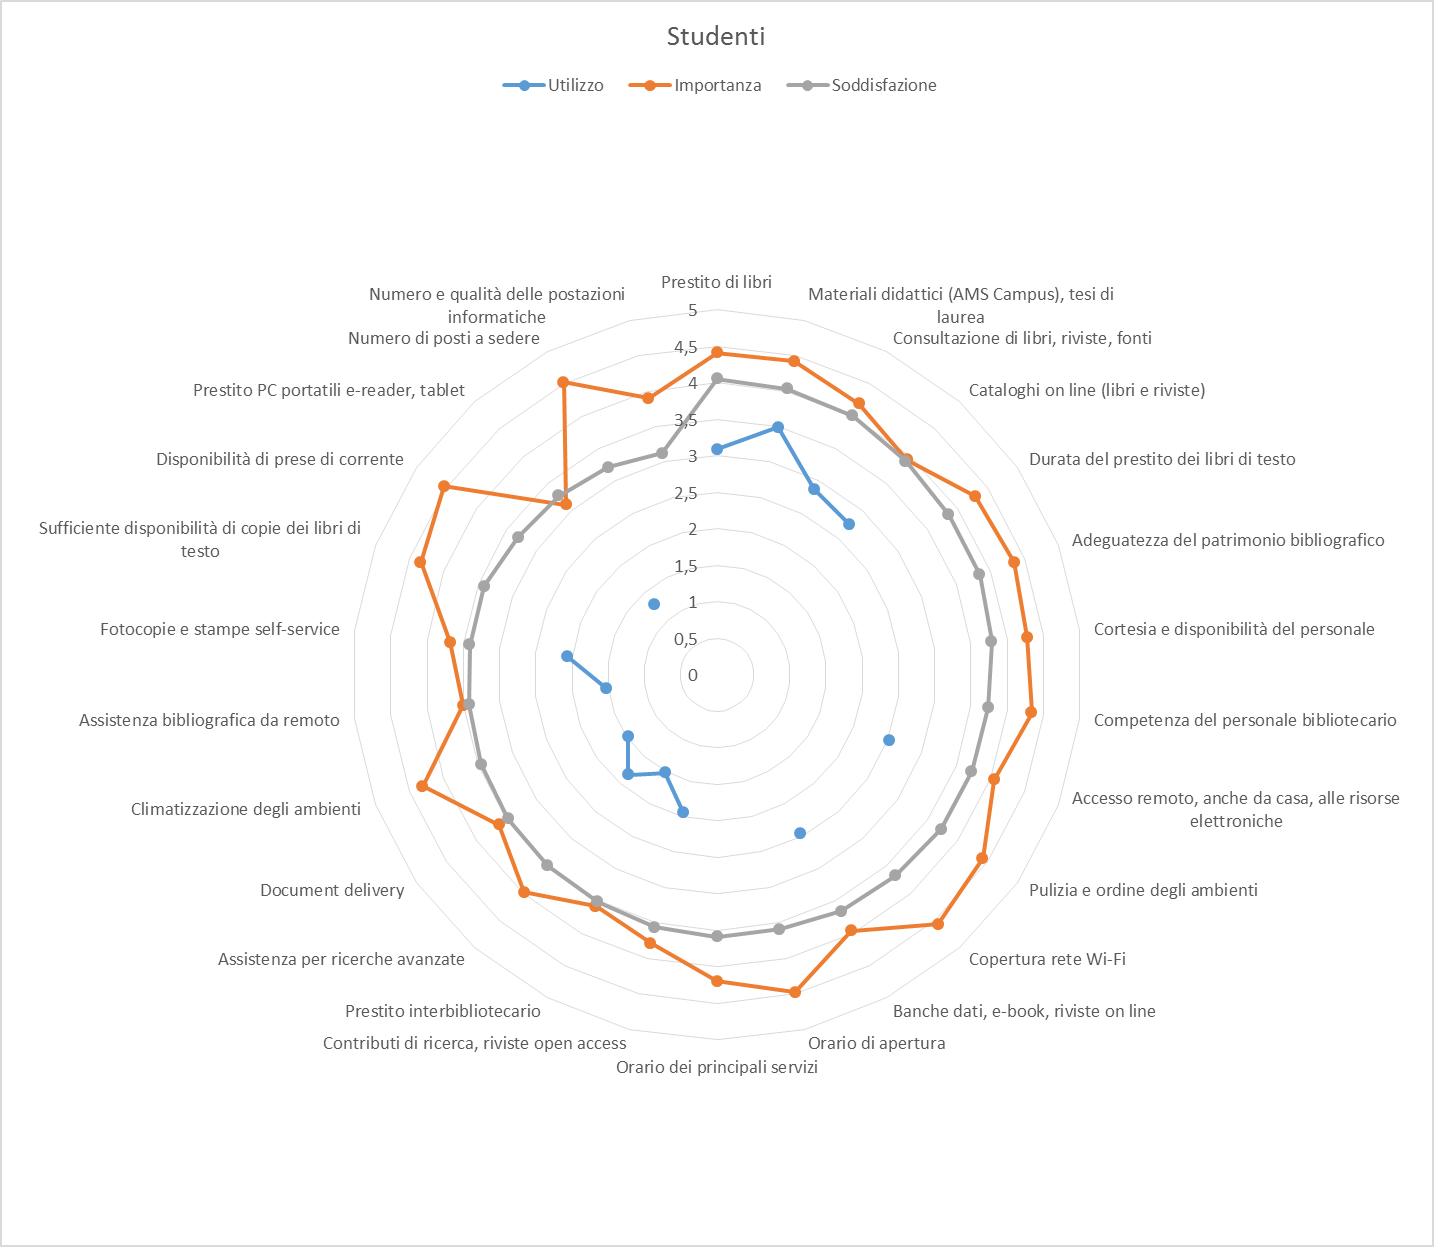 Studenti
Utilizzo
Importanza
Soddisfazione
Prestito di libri
Materiali didattici (AMS Campus), tesi di
laurea
Consultazione di libri, riviste, fonti
Cataloghi on line (libri e riviste)
Durata del prestito dei libri di testo
Adeguatezza del patrimonio bibliografico
Cortesia e disponibilità del personale
Competenza del personale bibliotecario
Accesso remoto, anche da casa, alle risorse
elettroniche
Pulizia e ordine degli ambienti
Copertura rete Wi-Fi
Banche dati, e-book, riviste on line
Orario di apertura
Orario dei principali servizi
Contributi di ricerca, riviste open access
Prestito interbibliotecario
Assistenza per ricerche avanzate
Document delivery
Climatizzazione degli ambienti
Assistenza bibliografica da remoto
Fotocopie e stampe self-service
Sufficiente disponibilità di copie dei libri di
testo
Disponibilità di prese di corrente
Prestito PC portatili e-reader, tablet
Numero di posti a sedere
Numero e qualità delle postazioni
informatiche
5
4,5
4
3,5
3
2,5
2
1,5
1
0,5
0